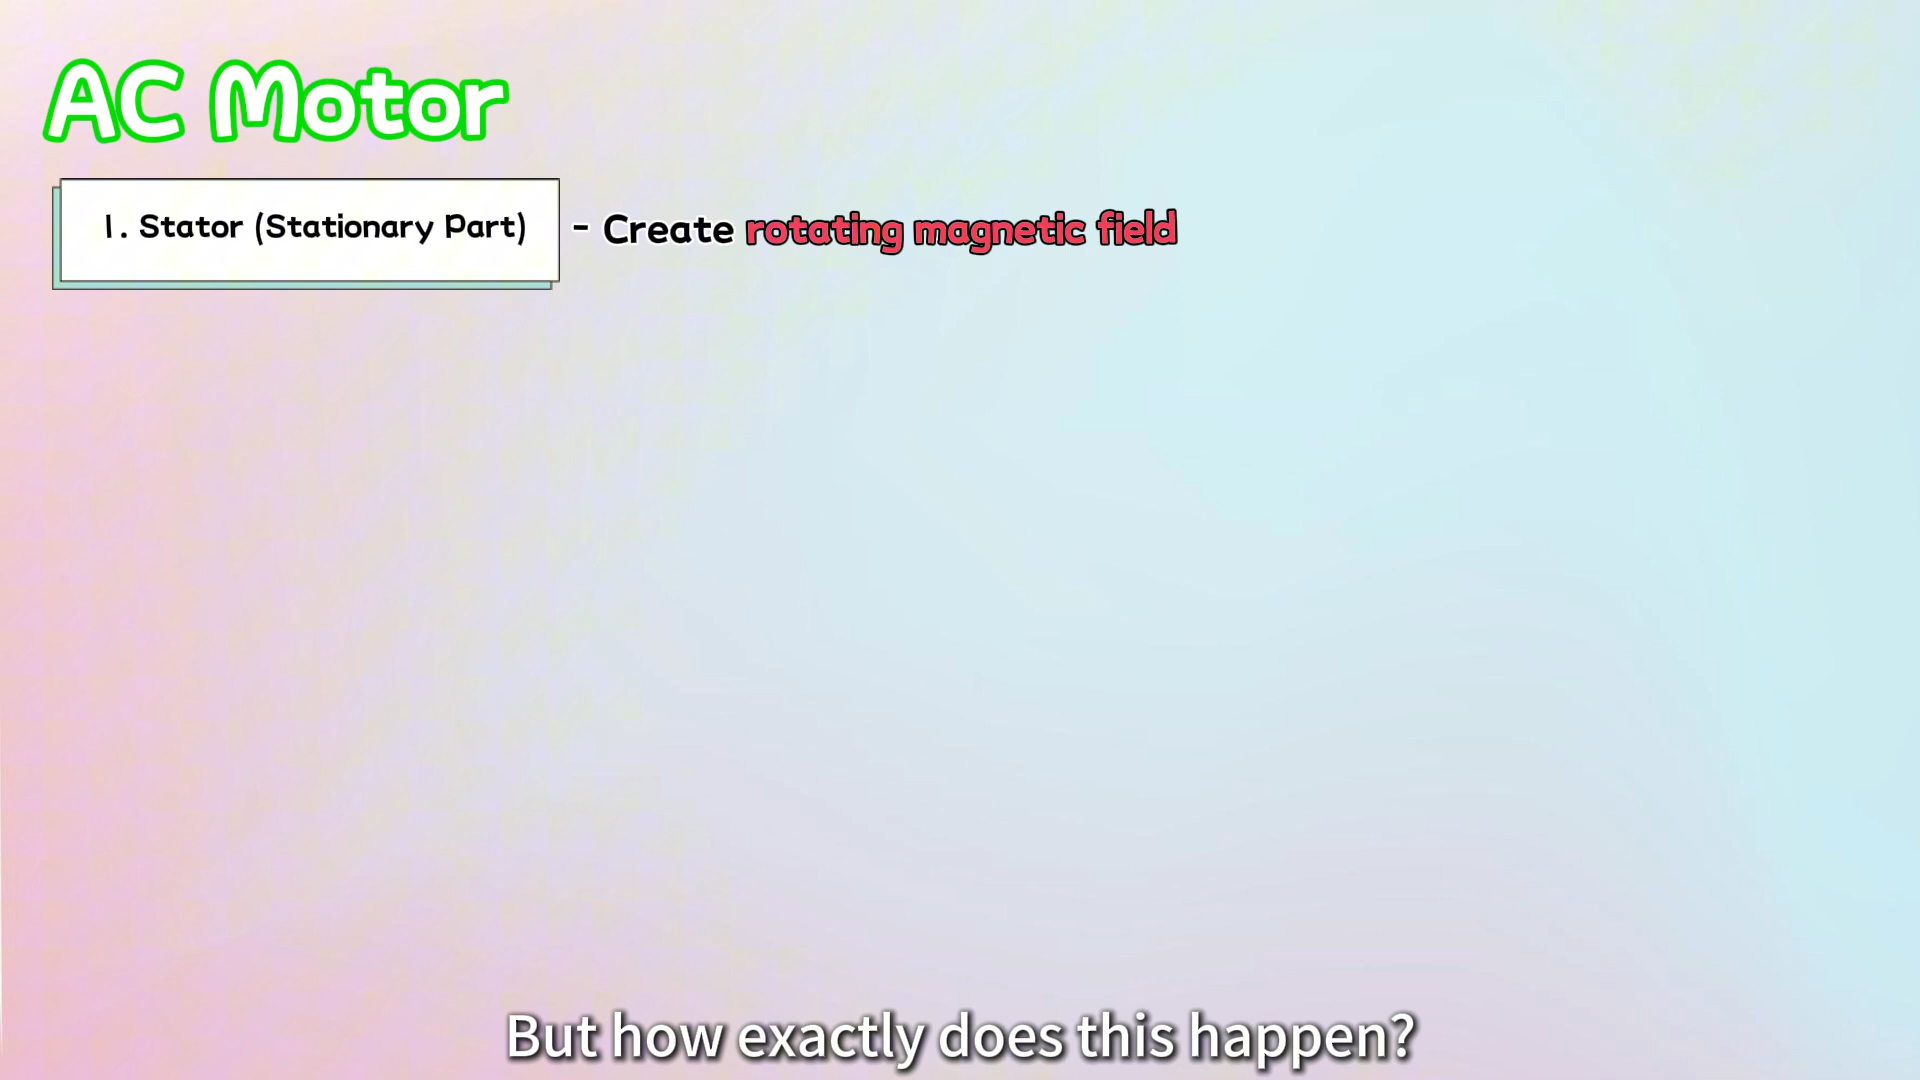 AC Motor
1. Stator (Stationary Part) - Create rotating magnetic field
But how exactly does this happen?